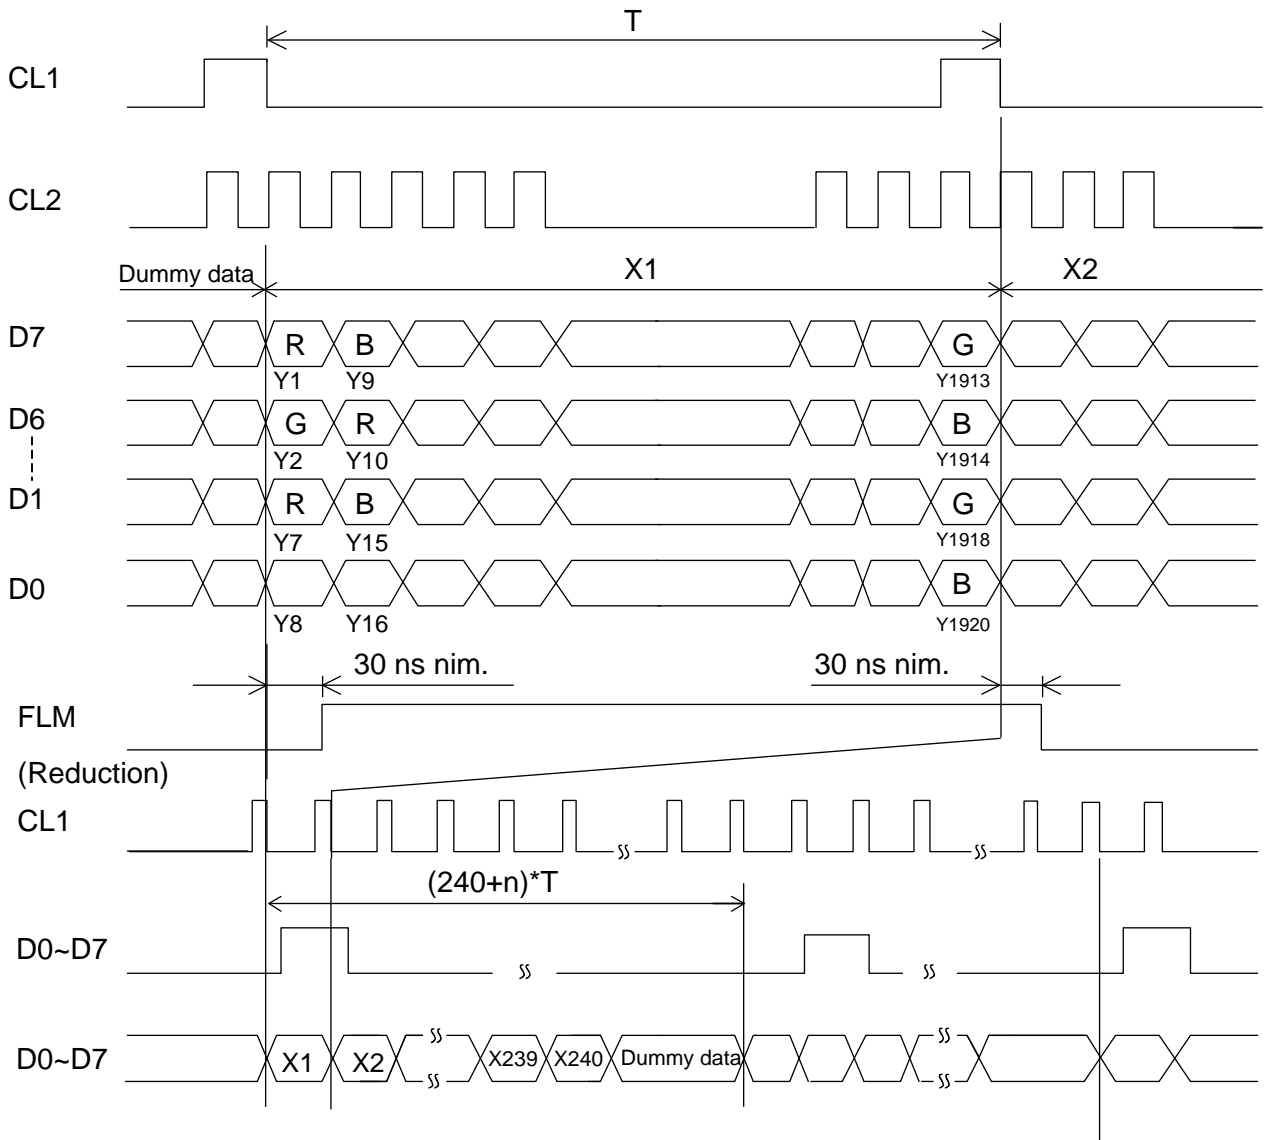 T
CL1
CL2
Dummy data X1 X2
D7 R B G
Y1 Y9 Y1913
D6 G R B
Y2 Y10 Y1914
D1 R B G
Y7 Y15 Y1918
D0 B
Y8 Y16 Y1920
30 ns nim. 30 ns nim.
FLM
(Reduction)
CL1
(240+n)*T
D0~D7
D0~D7 X1 X2 X239 X240 Dummy data